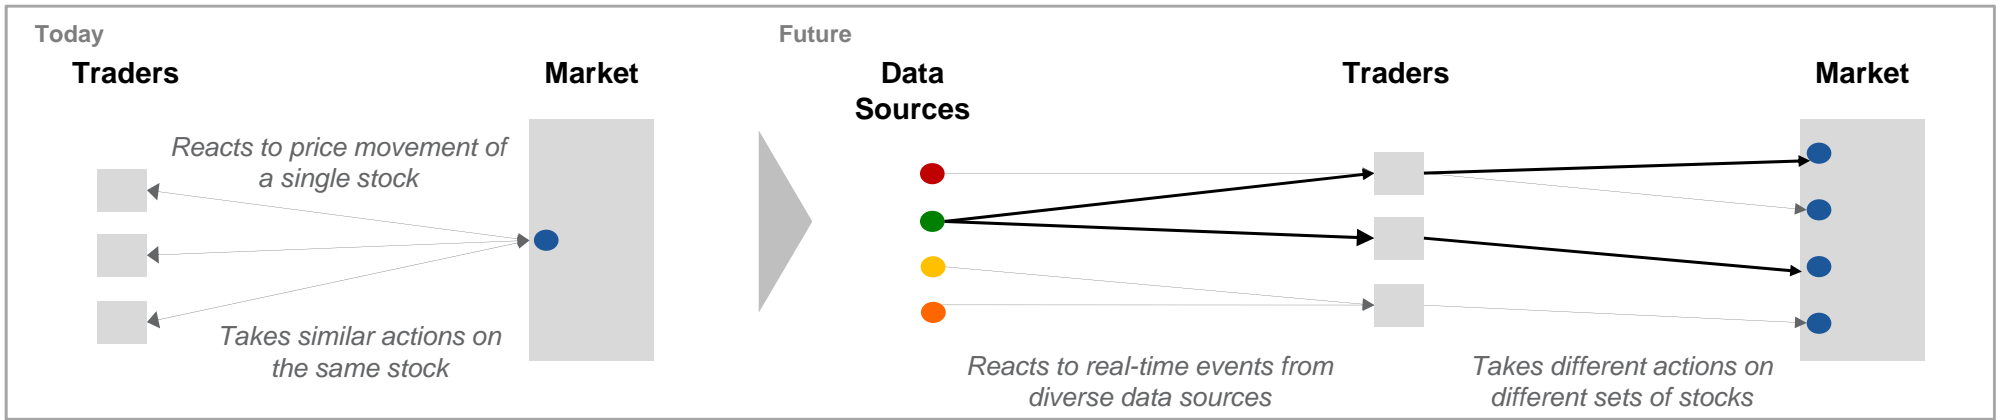 Today
Traders
Market
Reacts to price movement of
a single stock
Takes similar actions on
the same stock
Future
Data
Sources
Traders
Market
Reacts to real-time events from
diverse data sources
Takes different actions on
different sets of stocks